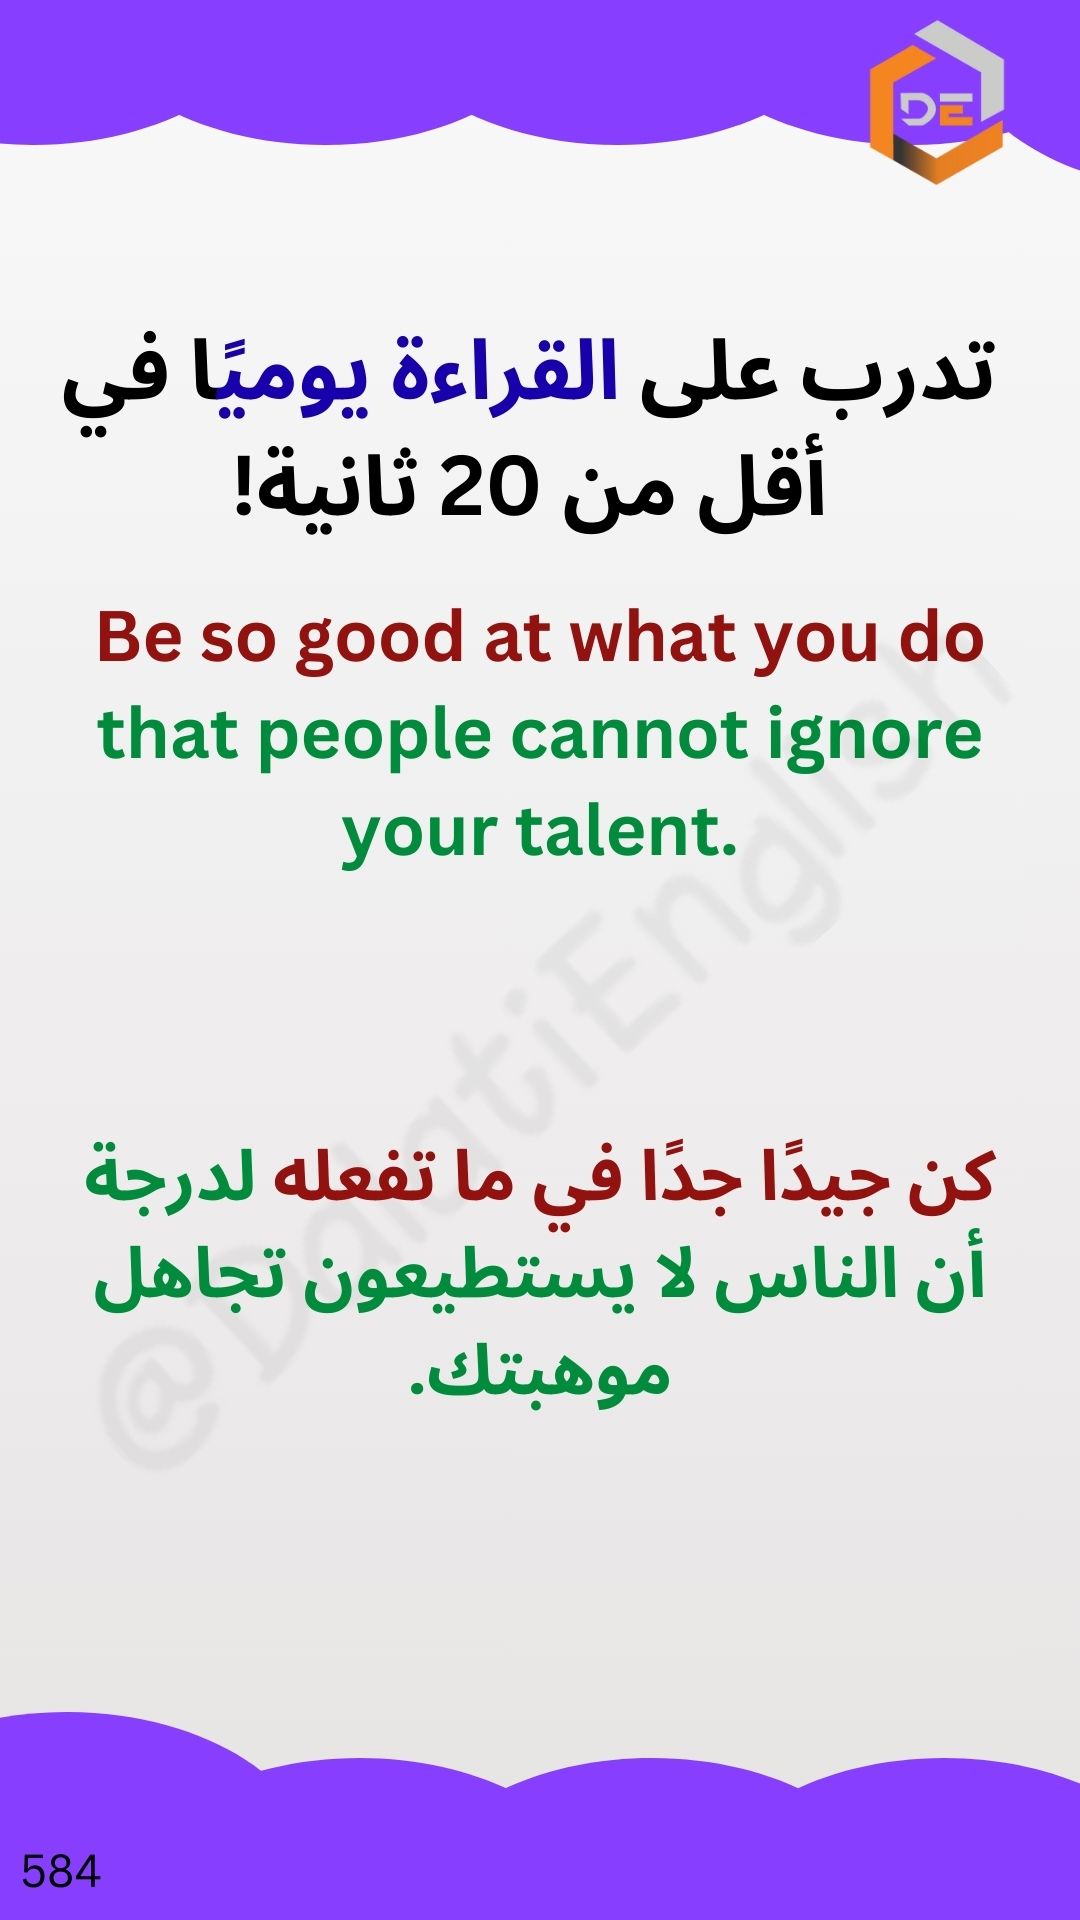 DE
تدرب على القراءة يوميًا في
أقل من 20 ثانية!
Be so good at what you do
that people cannot ignore
your talent.
@DalatiEnglish
كن جيدًا جدًا في ما تفعله لدرجة
أن الناس لا يستطيعون تجاهل
موهبتك.
584